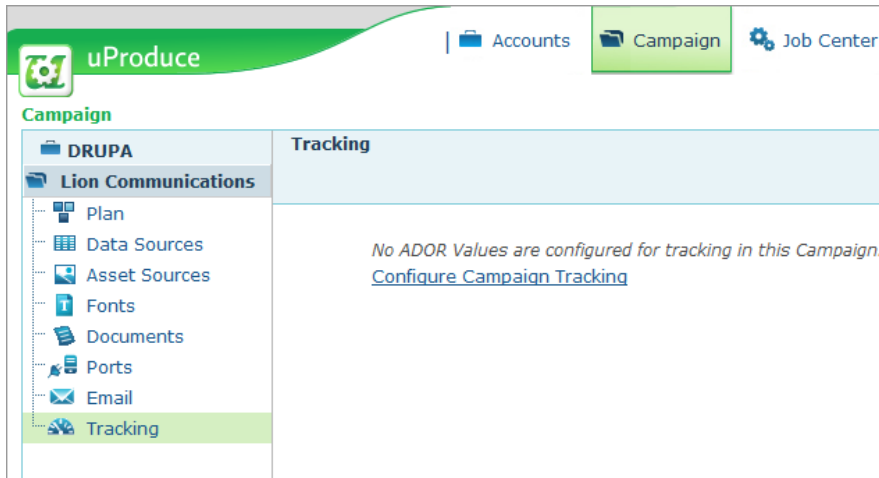 uProduce
Accounts
Campaign
Job Center
Campaign
DRUPA
Lion Communications
Plan
Data Sources
Asset Sources
Fonts
Documents
Ports
Email
Tracking
Tracking
No ADOR Values are configured for tracking in this Campaign.
Configure Campaign Tracking